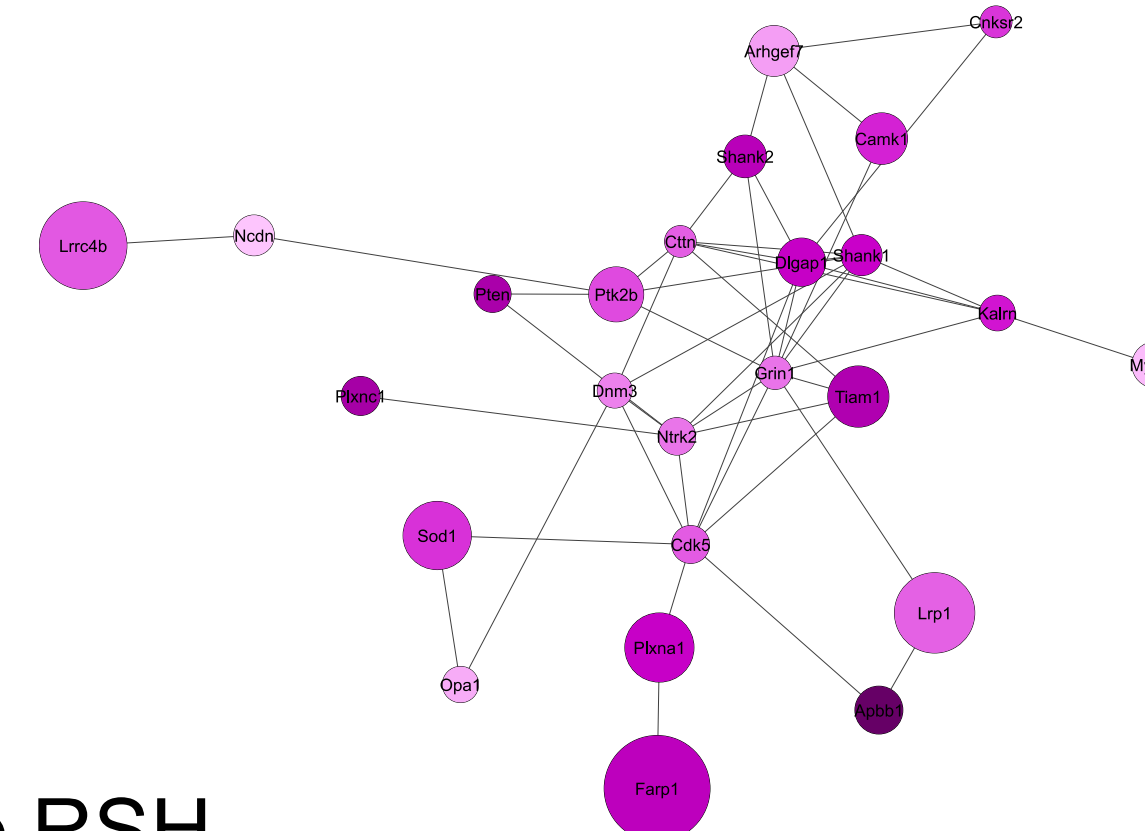 Cnksr2
Arhgef7
Camk1
Shank2
Lrrc4b
Ncdn
Cttn
Dlgap1
Shank1
Pten
Ptk2b
Kalrn
Grin1
Dnm3
Plxnc1
Tiam1
Ntrk2
Sod1
Cdk5
Lrp1
Plxna1
Opa1
Apbb1
Farp1
RSH